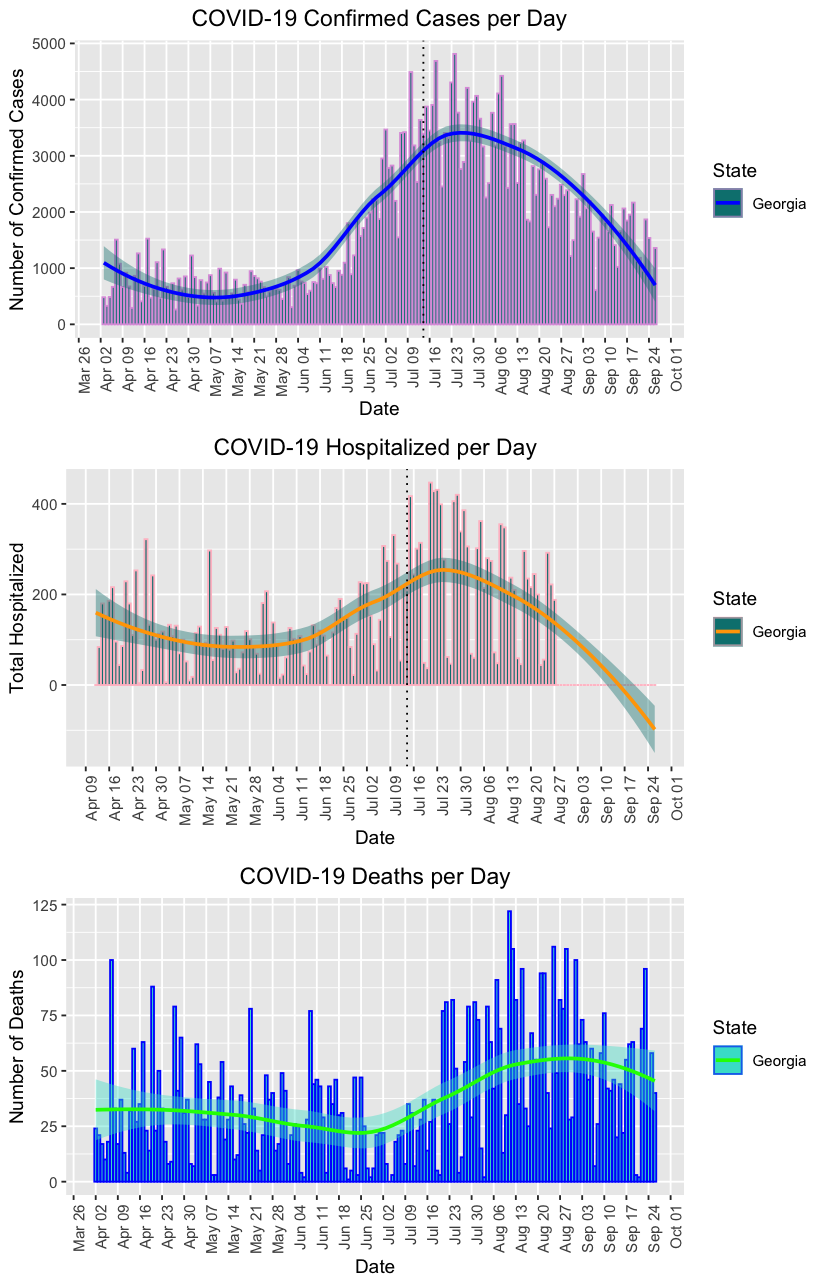 COVID-19 Confirmed Cases per Day
5000
4000
3000
2000
1000
0
Number of Confirmed Cases
Mar 26
Apr 02
Apr 09
Apr 16
Apr 23
Apr 30
May 07
May 14
May 21
May 28
Jun 04
Jun 11
Jun 18
Jun 25
Jul 02
Jul 09
Jul 16
Jul 23
Jul 30
Aug 06
Aug 13
Aug 20
Aug 27
Sep 03
Sep 10
Sep 17
Sep 24
Oct 01
Date
State
Georgia
COVID-19 Hospitalized per Day
400
200
0
Total Hospitalized
Apr 09
Apr 16
Apr 23
Apr 30
May 07
May 14
May 21
May 28
Jun 04
Jun 11
Jun 18
Jun 25
Jul 02
Jul 09
Jul 16
Jul 23
Jul 30
Aug 06
Aug 13
Aug 20
Aug 27
Sep 03
Sep 10
Sep 17
Sep 24
Oct 01
Date
State
Georgia
COVID-19 Deaths per Day
125
100
75
50
25
0
Number of Deaths
Mar 26
Apr 02
Apr 09
Apr 16
Apr 23
Apr 30
May 07
May 14
May 21
May 28
Jun 04
Jun 11
Jun 18
Jun 25
Jul 02
Jul 09
Jul 16
Jul 23
Jul 30
Aug 06
Aug 13
Aug 20
Aug 27
Sep 03
Sep 10
Sep 17
Sep 24
Oct 01
Date
State
Georgia